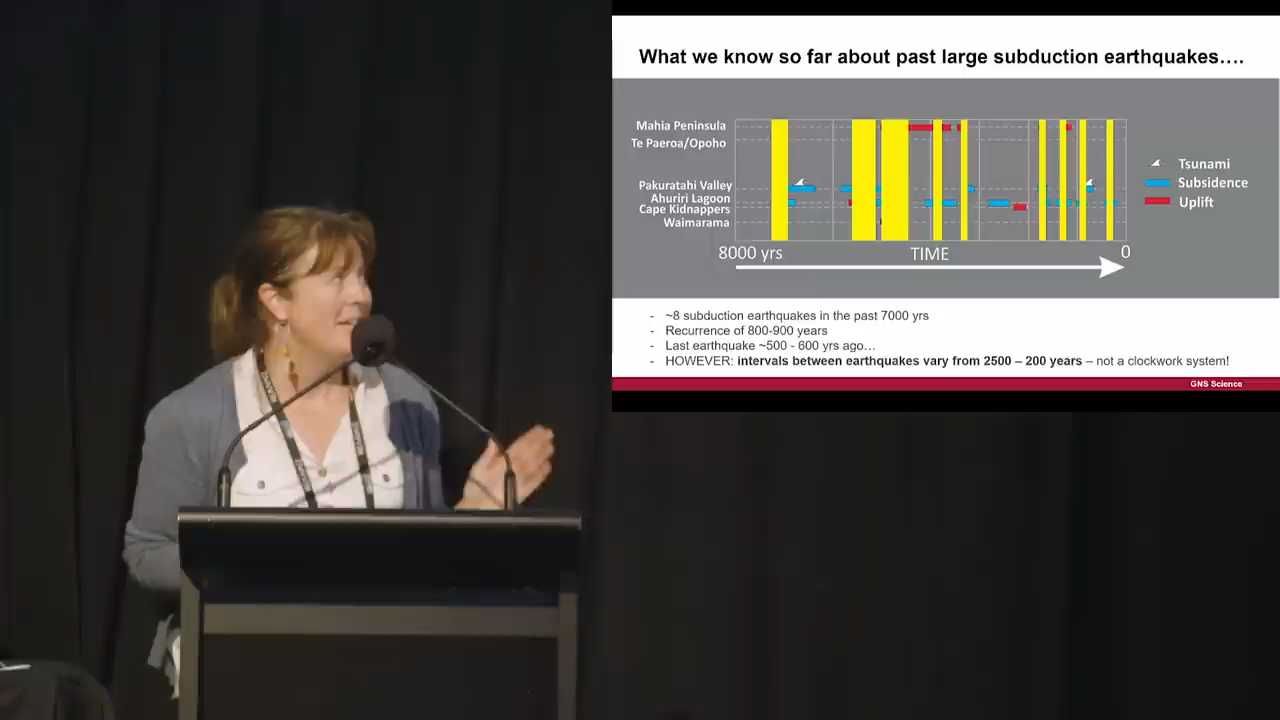 What we know so far about past large subduction earthquakes….
Mahia Peninsula
Te Paeroa/Opoho
Pakuratahi Valley
Ahuriri Lagoon
Cape Kidnappers
Waimarama
8000 yrs
TIME
0
Tsunami
Subsidence
Uplift
- ~8 subduction earthquakes in the past 7000 yrs
- Recurrence of 800-900 years
- Last earthquake ~500 - 600 yrs ago…
- HOWEVER: intervals between earthquakes vary from 2500 – 200 years – not a clockwork system!
GNS Science